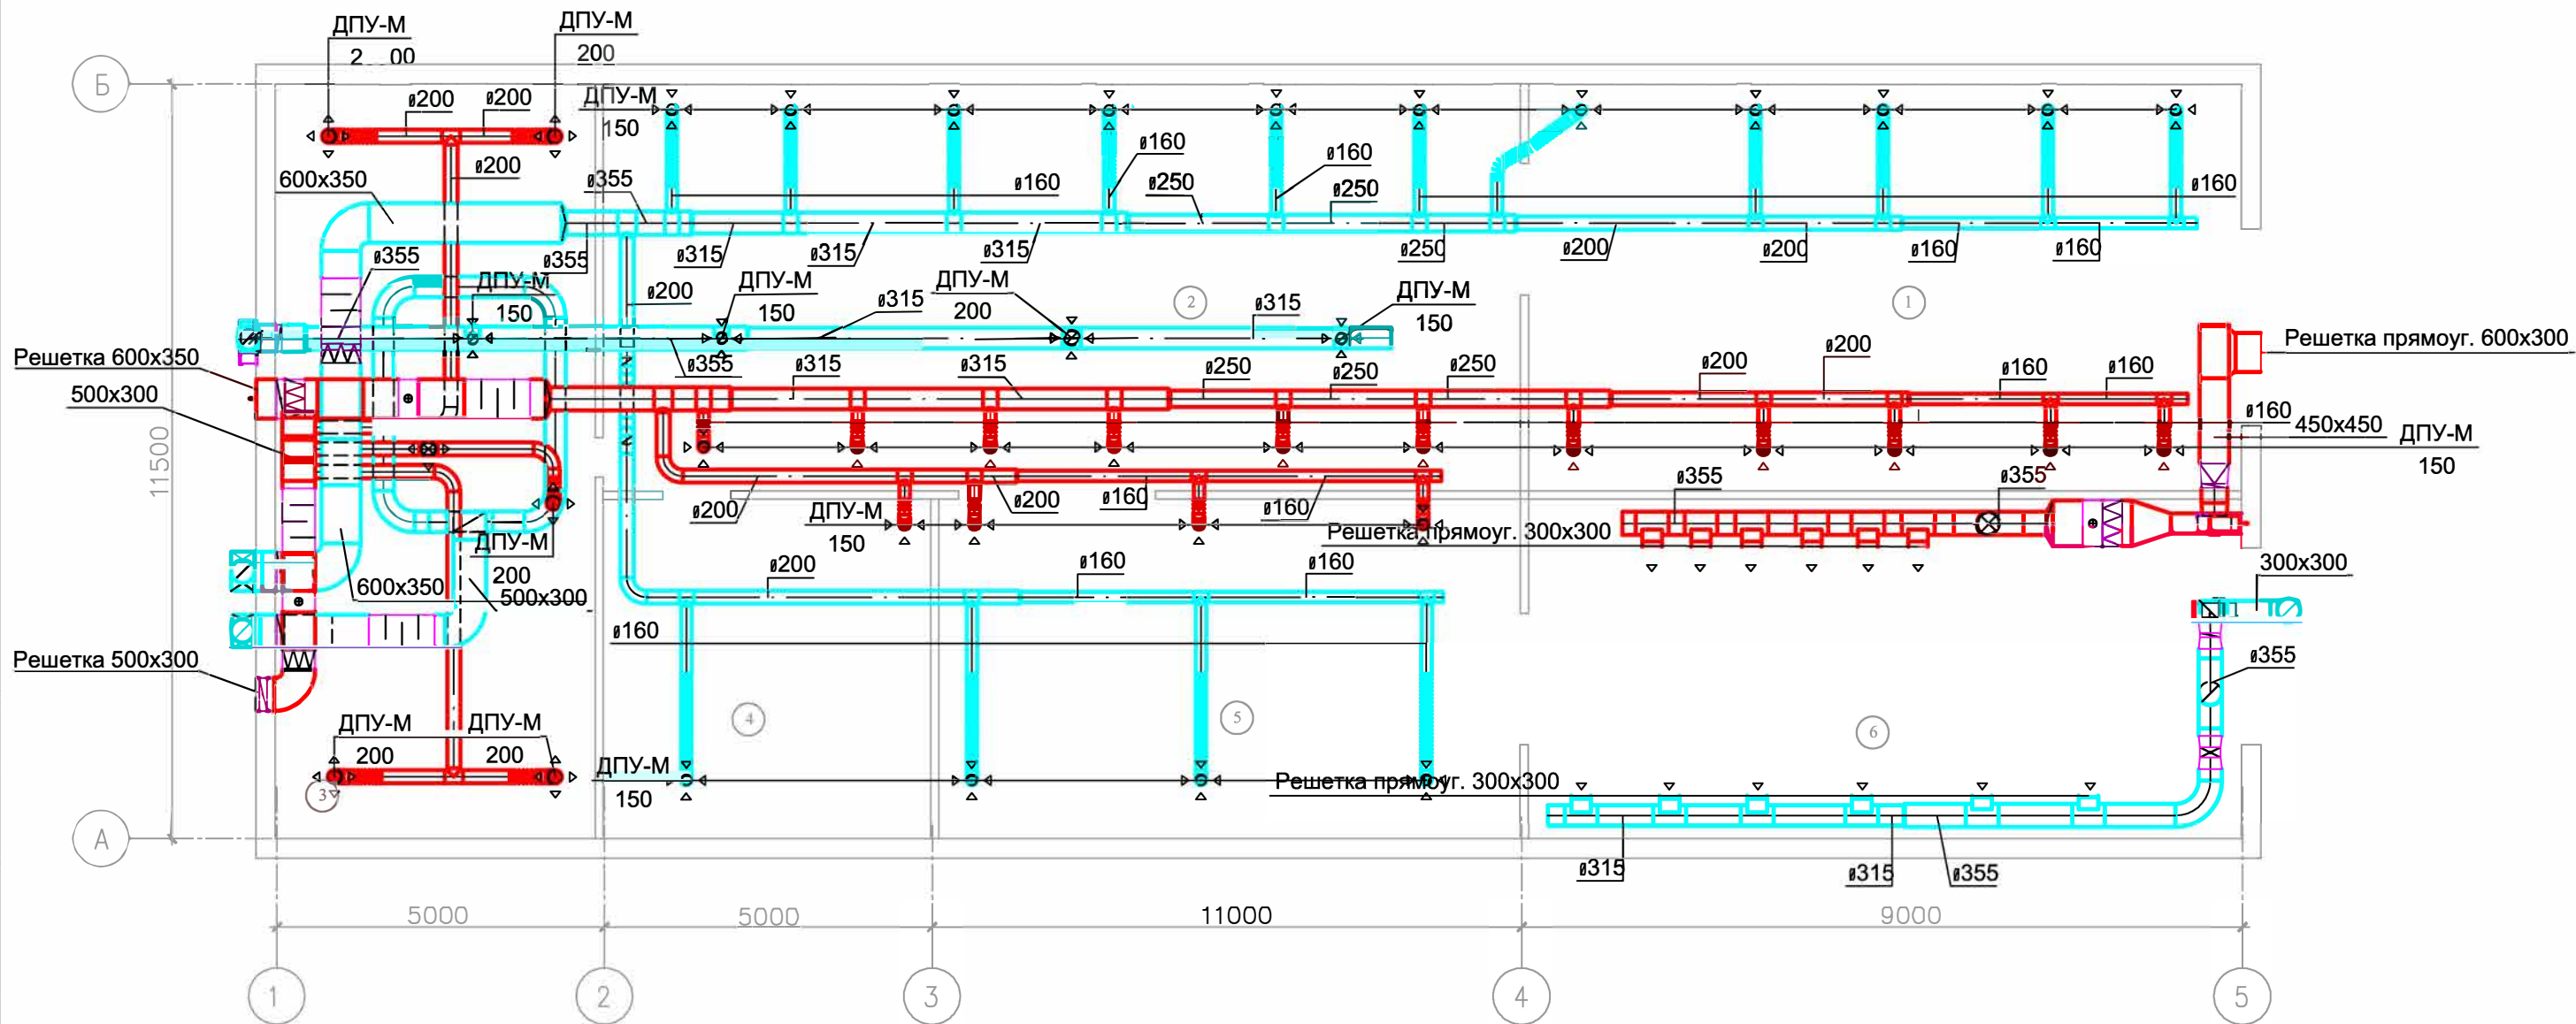 ДПУ-М
200
ДПУ-М
2 00
Б
ø200
ø200
ДПУ-М
150
ø160
ø160
ø200
600x350
ø355
ø160
ø250
ø250
ø160
ø355
ø355
ø315
ø315
ø315
ø250
ø200
ø200
ø160
ø160
ДПУ-М
150
ø200
ДПУ-М
150
ø315
ДПУ-М
200
2
ø315
ДПУ-М
150
1
Решетка 600x350
500x300
ø355
ø315
ø315
ø250
ø250
ø250
ø200
ø200
ø160
ø160
Решетка прямоуг. 600x300
ø160
450x450
ДПУ-М
150
11500
ø200
ДПУ-М
150
ø200
ø160
ø160
Решетка прямоуг. 300x300
ø355
ø355
ДПУ-М
200
500x300
600x350
ø200
ø160
ø160
300x300
ø160
Решетка 500x300
ø355
ДПУ-М
200
ДПУ-М
200
4
5
6
3
ДПУ-М
150
Решетка прямоуг. 300x300
А
ø315
ø315
ø355
5000
5000
11000
9000
1
2
3
4
5